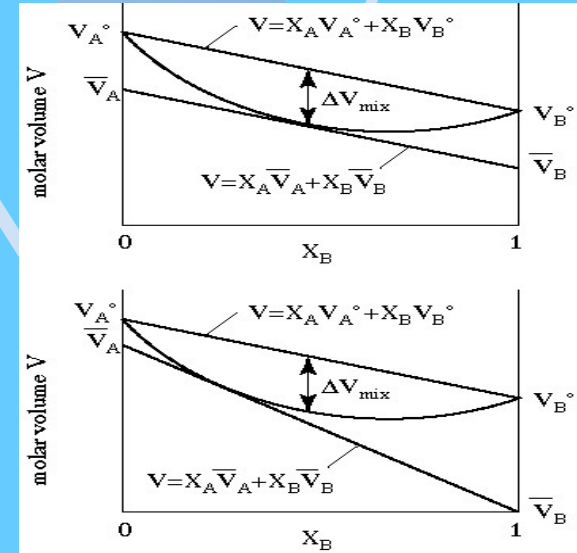 V=X_A V_A° + X_B V_B°
V_A°
V̅_A
molar volume V
ΔV_mix
V_B°
V̅_B
V=X_A V̅_A + X_B V̅_B
0
X_B
1
V=X_A V_A° + X_B V_B°
V_A°
V̅_A
molar volume V
ΔV_mix
V_B°
V=X_A V̅_A + X_B V̅_B
V̅_B
0
X_B
1